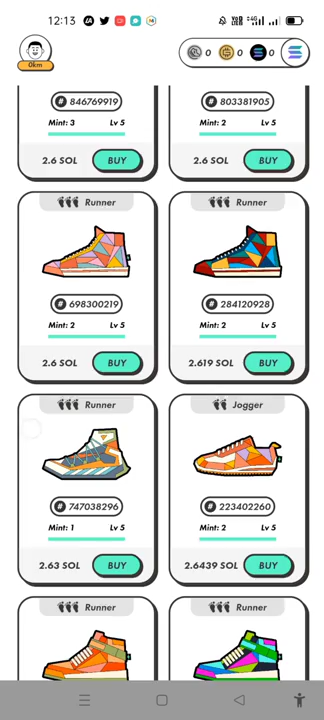 12:13
0km
0
0
0
# 846769919
# 803381905
Mint: 3 Lv 5
Mint: 2 Lv 5
2.6 SOL BUY
2.6 SOL BUY
Runner
Runner
# 698300219
# 284120928
Mint: 2 Lv 5
Mint: 2 Lv 5
2.6 SOL BUY
2.619 SOL BUY
Runner
Jogger
# 747038296
# 223402260
Mint: 1 Lv 5
Mint: 2 Lv 5
2.63 SOL BUY
2.6439 SOL BUY
Runner
Runner